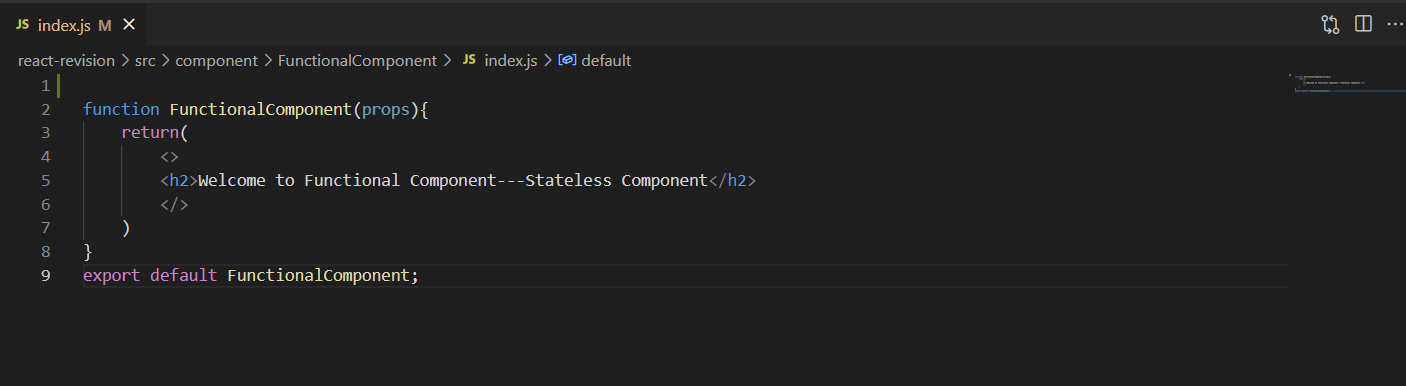 JS index.js M ×
react-revision > src > component > FunctionalComponent > JS index.js > default
1
2 function FunctionalComponent(props){
3     return(
4         <>
5         <h2>Welcome to Functional Component---Stateless Component</h2>
6         </>
7     )
8 }
9 export default FunctionalComponent;